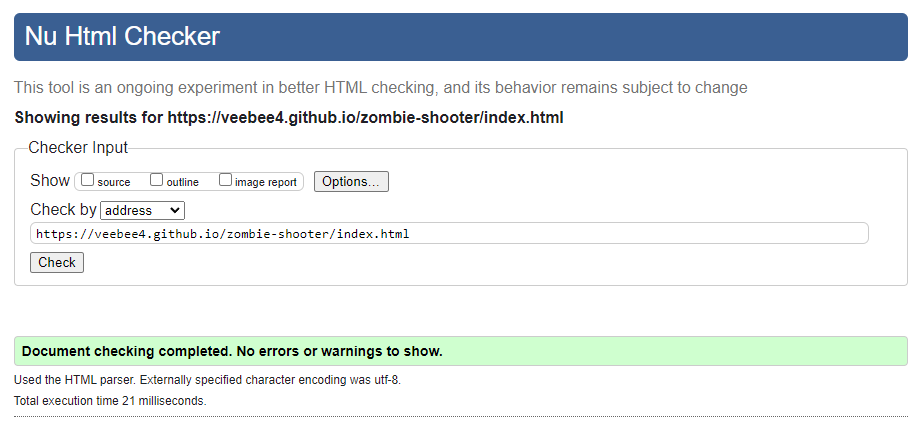 Nu Html Checker
This tool is an ongoing experiment in better HTML checking, and its behavior remains subject to change
Showing results for https://veebee4.github.io/zombie-shooter/index.html
Checker Input
Show source outline image report Options...
Check by address
https://veebee4.github.io/zombie-shooter/index.html
Check
Document checking completed. No errors or warnings to show.
Used the HTML parser. Externally specified character encoding was utf-8.
Total execution time 21 milliseconds.